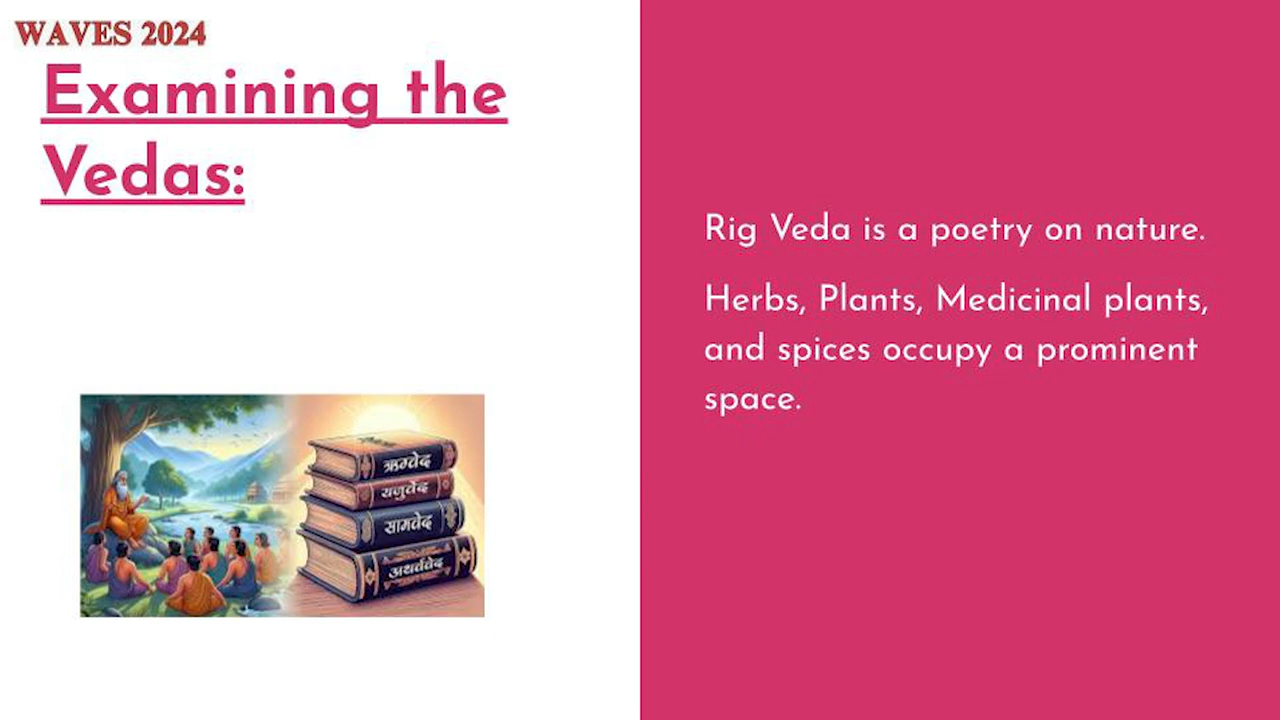 WAVES 2024
Examining the
Vedas:
Rig Veda is a poetry on nature.
Herbs, Plants, Medicinal plants,
and spices occupy a prominent
space.
ऋग्वेद
यजुर्वेद
सामवेद
अथर्ववेद